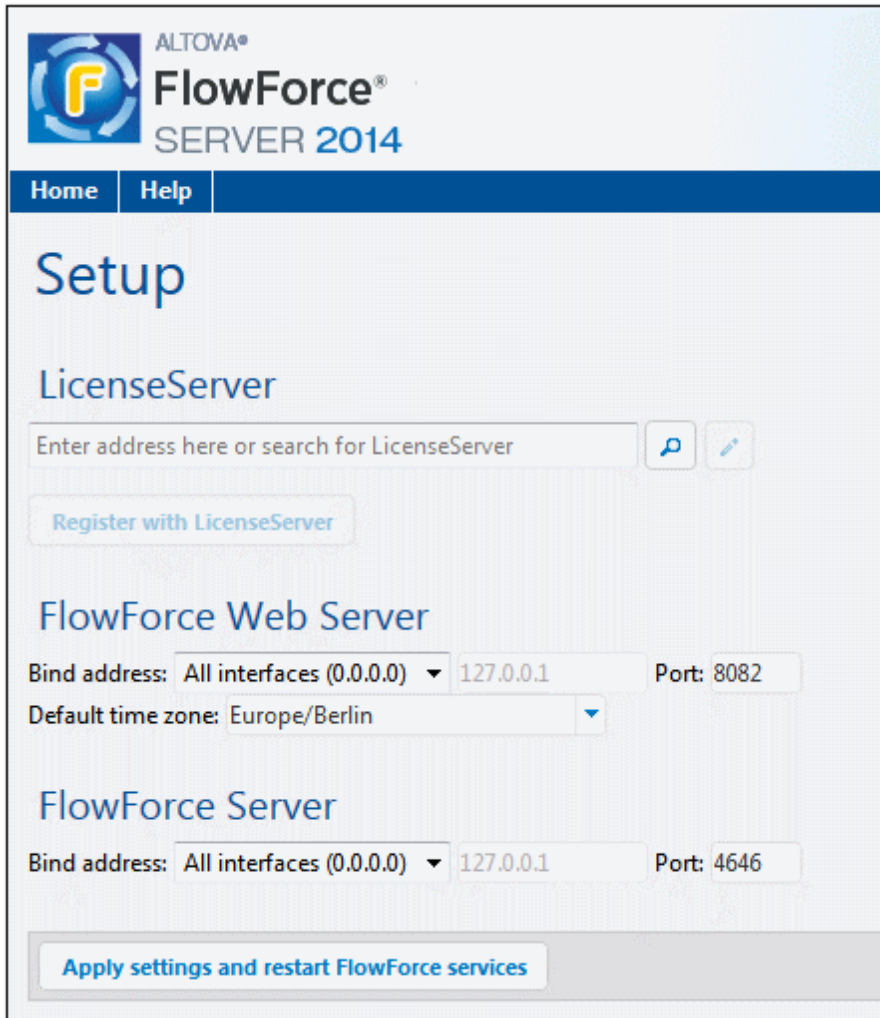 ALTOVA®
FlowForce®
SERVER 2014
Home Help
Setup
LicenseServer
Enter address here or search for LicenseServer
Register with LicenseServer
FlowForce Web Server
Bind address: All interfaces (0.0.0.0) 127.0.0.1 Port: 8082
Default time zone: Europe/Berlin
FlowForce Server
Bind address: All interfaces (0.0.0.0) 127.0.0.1 Port: 4646
Apply settings and restart FlowForce services